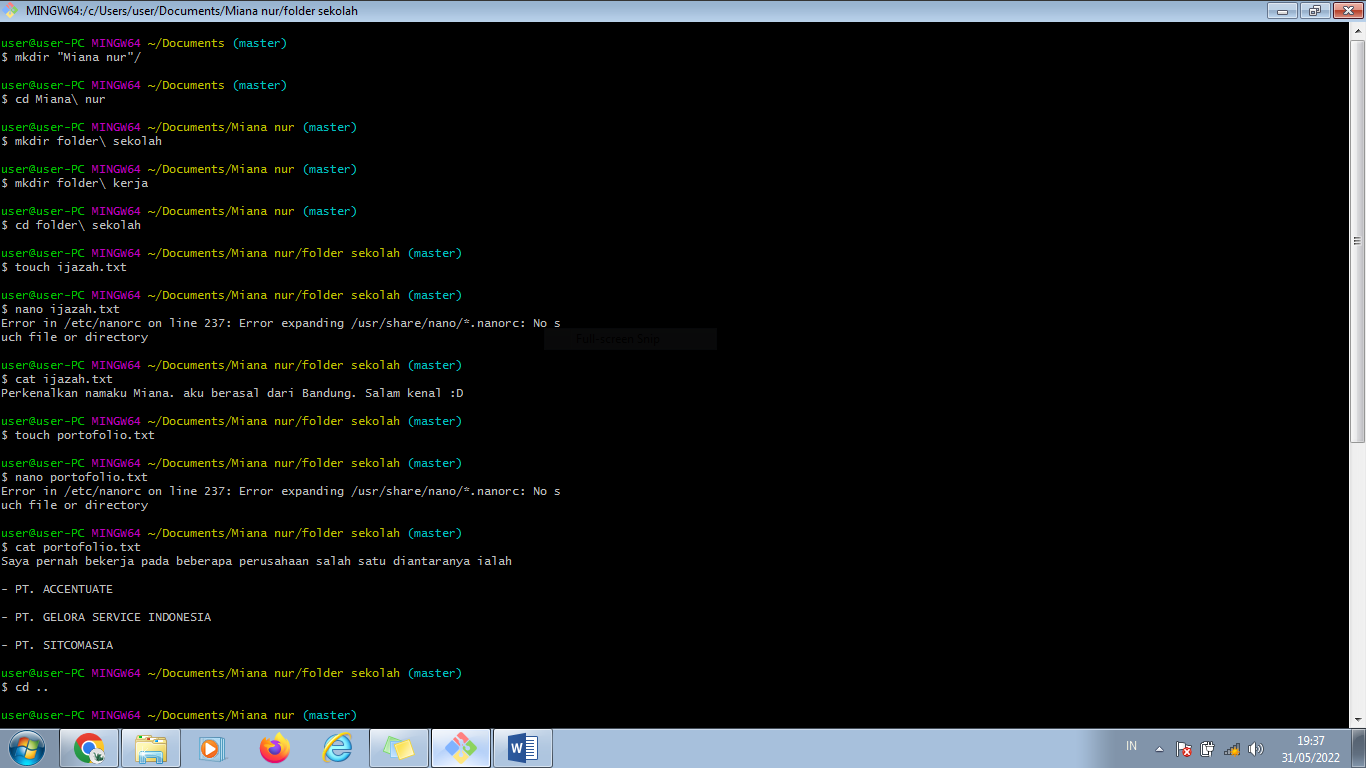 MINGW64:/c/Users/user/Documents/Miana nur/folder sekolah
user@user-PC MINGW64 ~/Documents (master)
$ mkdir "Miana nur"/
user@user-PC MINGW64 ~/Documents (master)
$ cd Miana\ nur
user@user-PC MINGW64 ~/Documents/Miana nur (master)
$ mkdir folder\ sekolah
user@user-PC MINGW64 ~/Documents/Miana nur (master)
$ mkdir folder\ kerja
user@user-PC MINGW64 ~/Documents/Miana nur (master)
$ cd folder\ sekolah
user@user-PC MINGW64 ~/Documents/Miana nur/folder sekolah (master)
$ touch ijazah.txt
user@user-PC MINGW64 ~/Documents/Miana nur/folder sekolah (master)
$ nano ijazah.txt
Error in /etc/nanorc on line 237: Error expanding /usr/share/nano/*.nanorc: No s
uch file or directory
Full-screen Snip
user@user-PC MINGW64 ~/Documents/Miana nur/folder sekolah (master)
$ cat ijazah.txt
Perkenalkan namaku Miana. aku berasal dari Bandung. Salam kenal :D
user@user-PC MINGW64 ~/Documents/Miana nur/folder sekolah (master)
$ touch portofolio.txt
user@user-PC MINGW64 ~/Documents/Miana nur/folder sekolah (master)
$ nano portofolio.txt
Error in /etc/nanorc on line 237: Error expanding /usr/share/nano/*.nanorc: No s
uch file or directory
user@user-PC MINGW64 ~/Documents/Miana nur/folder sekolah (master)
$ cat portofolio.txt
Saya pernah bekerja pada beberapa perusahaan salah satu diantaranya ialah
- PT. ACCENTUATE
- PT. GELORA SERVICE INDONESIA
- PT. SITCOMASIA
user@user-PC MINGW64 ~/Documents/Miana nur/folder sekolah (master)
$ cd ..
user@user-PC MINGW64 ~/Documents/Miana nur (master)
IN
19:37
31/05/2022